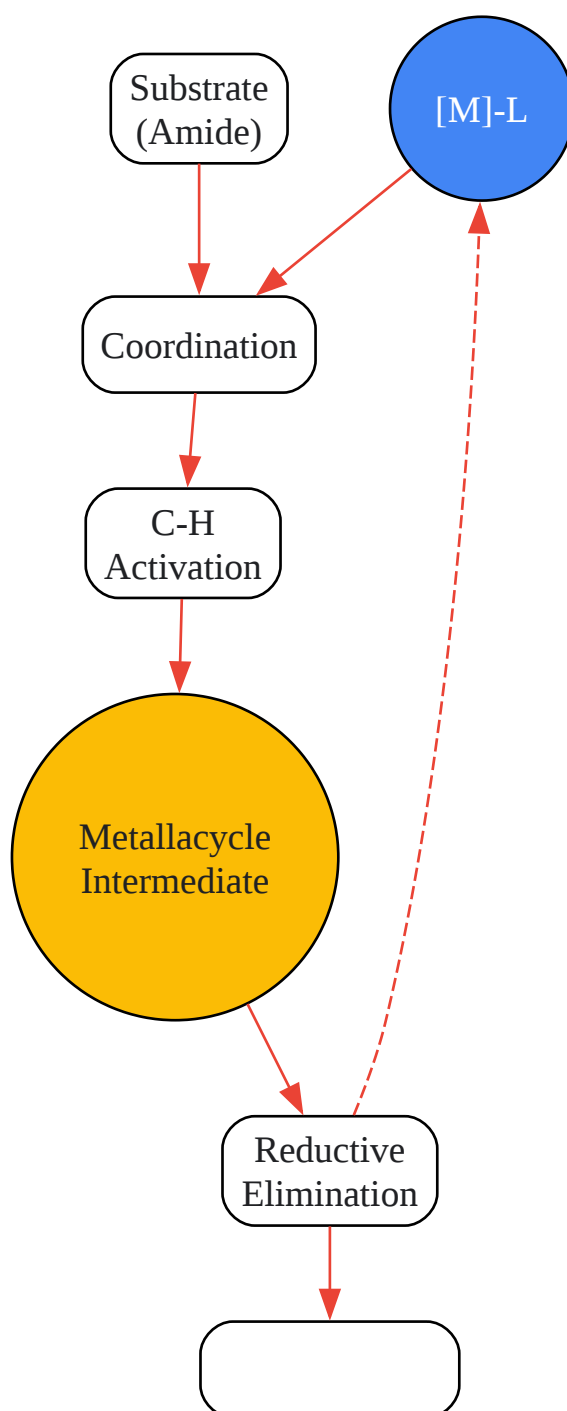 Substrate
(Amide)
[M]-L
Coordination
C-H
Activation
Metallacycle
Intermediate
Reductive
Elimination